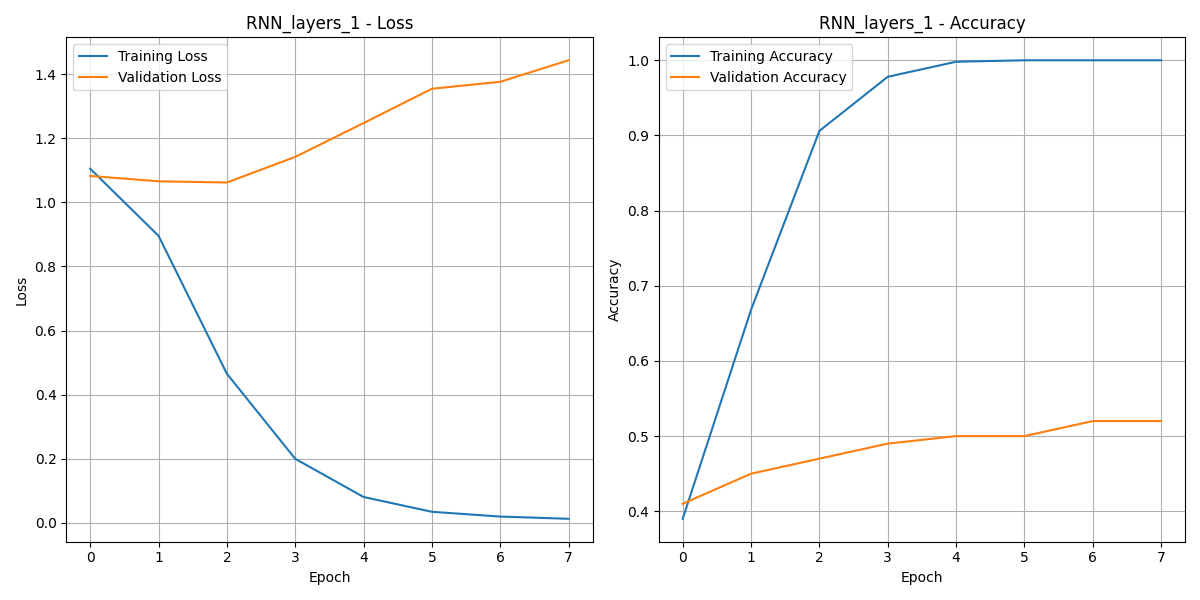 RNN_layers_1 - Loss
Training Loss
Validation Loss
1.4
1.2
1.0
0.8
0.6
0.4
0.2
0.0
Loss
0 1 2 3 4 5 6 7
Epoch
RNN_layers_1 - Accuracy
Training Accuracy
Validation Accuracy
1.0
0.9
0.8
0.7
0.6
0.5
0.4
Accuracy
0 1 2 3 4 5 6 7
Epoch